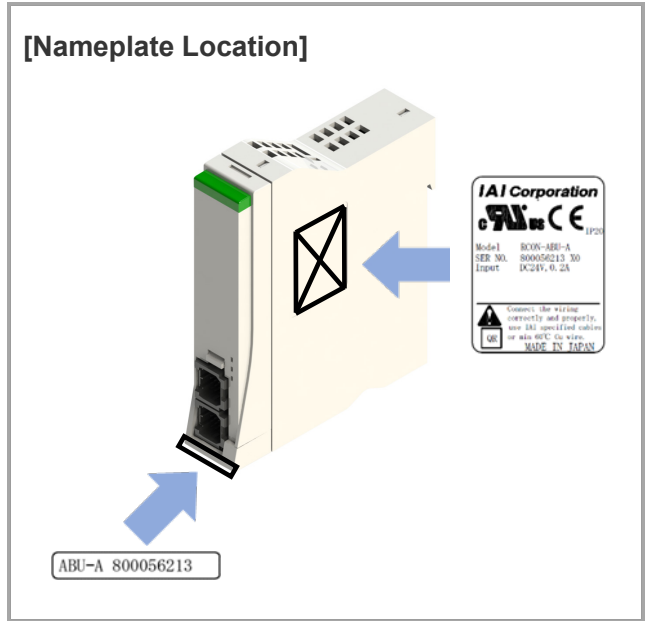 [Nameplate Location]
IAI Corporation
c RU us CE
IP20
Model RCON-ABU-A
SER NO. 800056213 X0
Input DC24V, 0.2A
Connect the wiring
correctly and properly,
use IAI specified cables
or min 60℃ Cu wire.
QR
MADE IN JAPAN
ABU-A 800056213